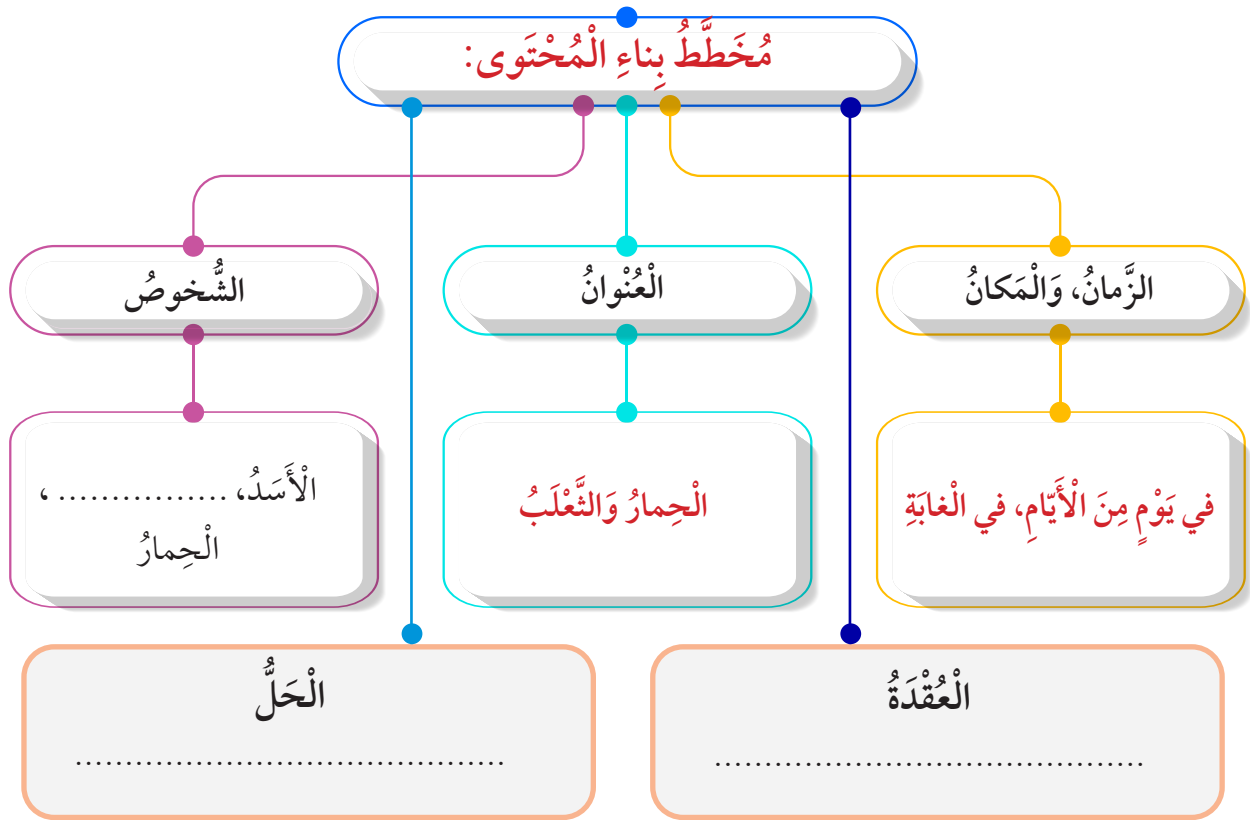 مُخَطَّطُ بِناءِ الْمُحْتَوى:
الزَّمانُ، وَالْمَكانُ
الْعُنْوانُ
الشُّخوصُ
في يَوْمٍ مِنَ الْأَيّامِ، في الْغابَةِ
الْحِمارُ وَالثَّعْلَبُ
الْأَسَدُ، ................ ،
الْحِمارُ
الْعُقْدَةُ
...........................................
الْحَلُّ
...........................................